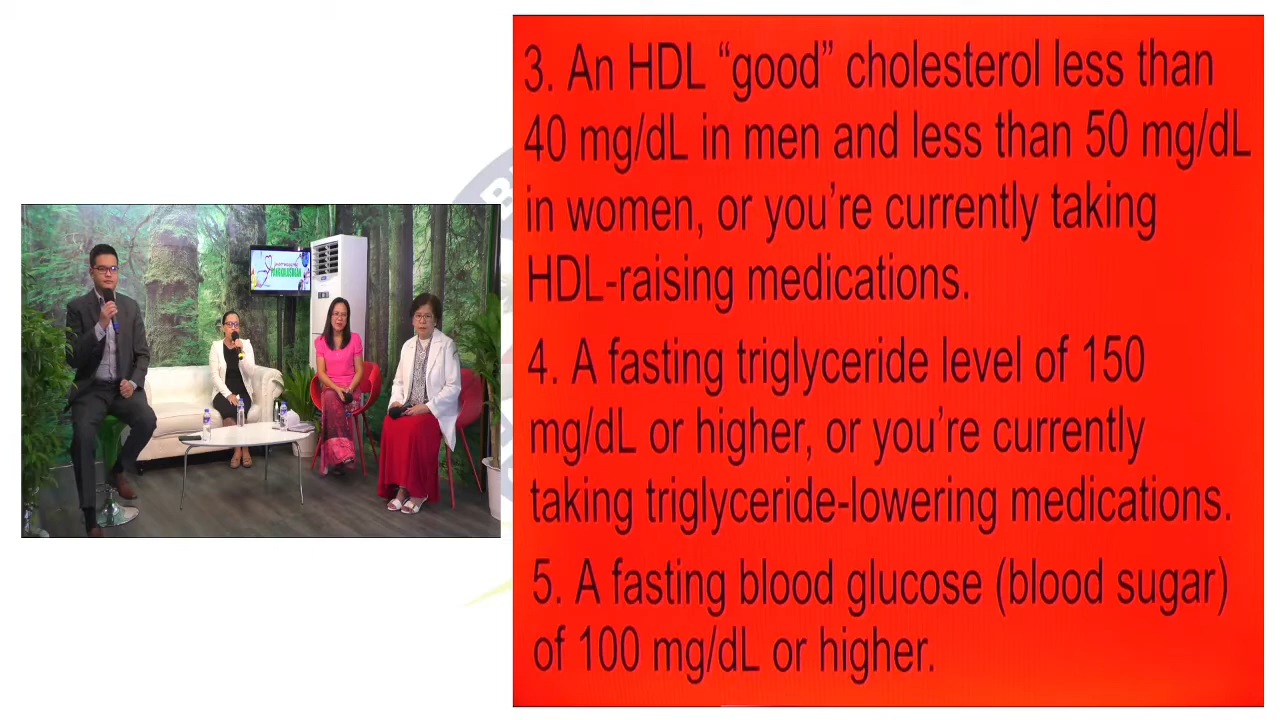 3. An HDL “good” cholesterol less than
40 mg/dL in men and less than 50 mg/dL
in women, or you’re currently taking
HDL-raising medications.
4. A fasting triglyceride level of 150
mg/dL or higher, or you’re currently
taking triglyceride-lowering medications.
5. A fasting blood glucose (blood sugar)
of 100 mg/dL or higher.